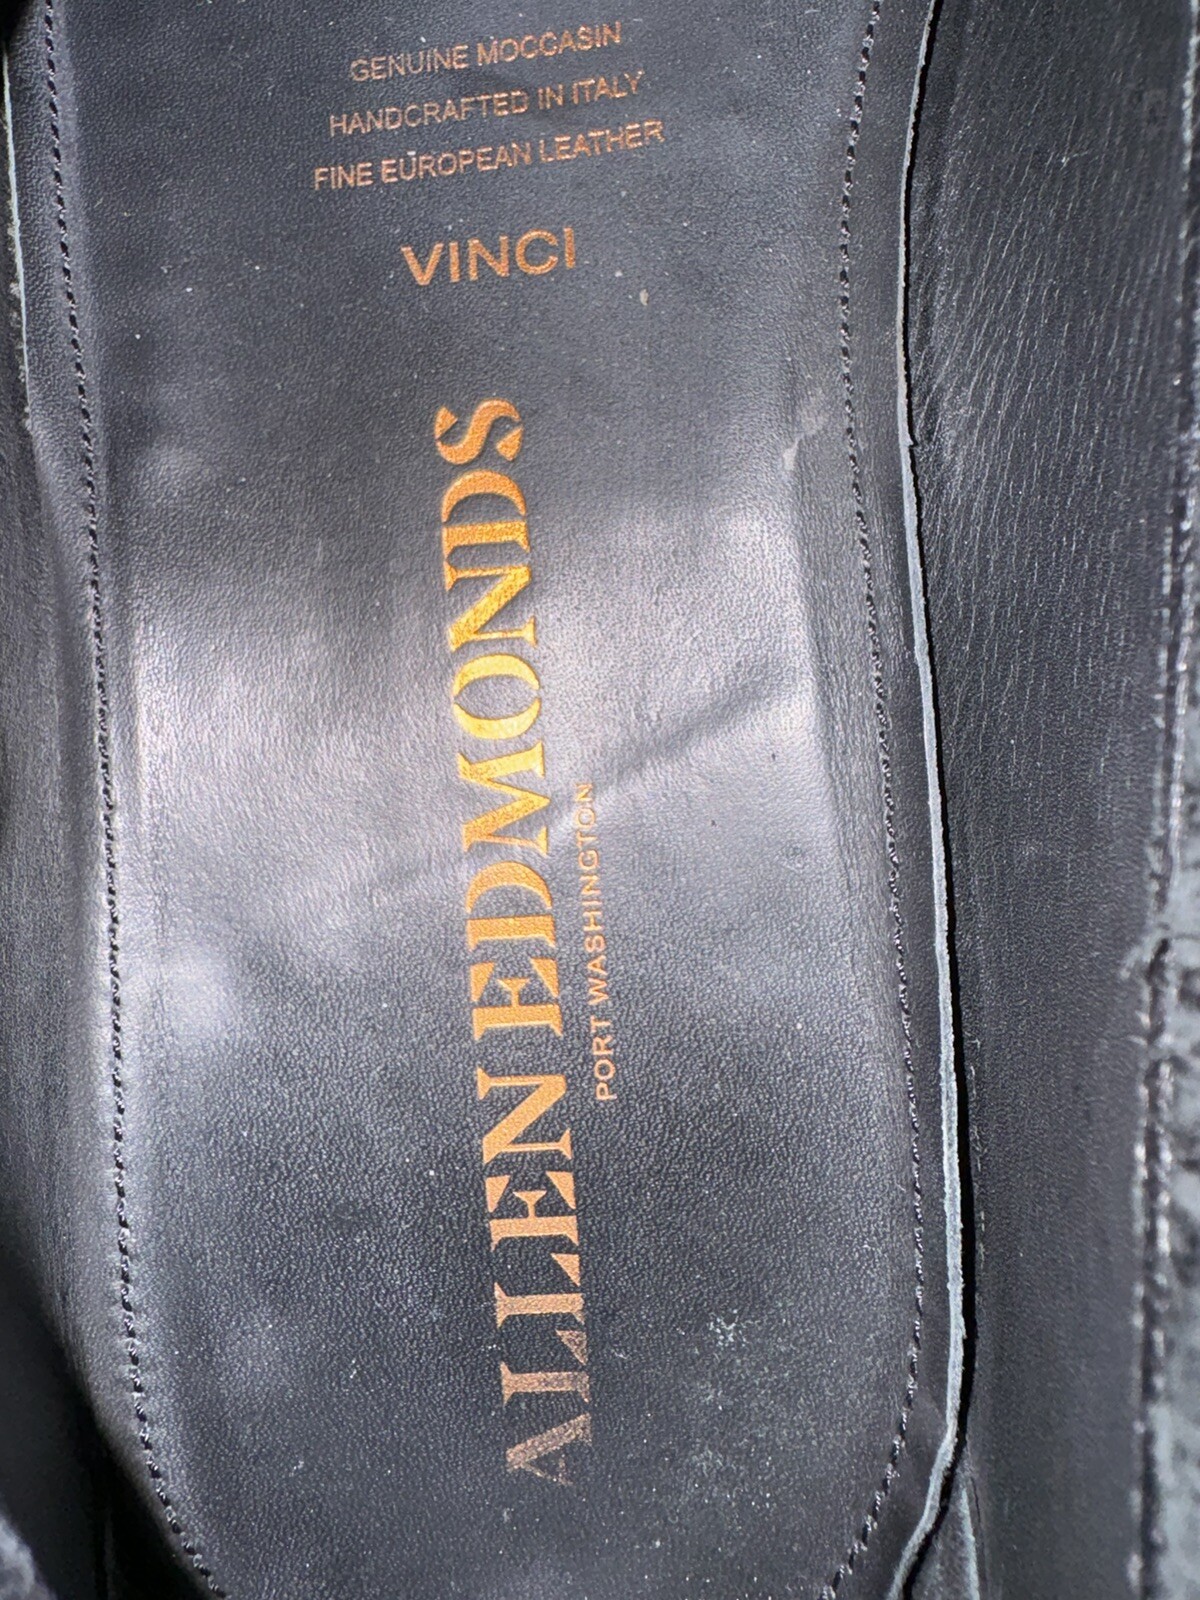 GENUINE MOCCASIN
HANDCRAFTED IN ITALY
FINE EUROPEAN LEATHER
VINCI
ALLEN EDMONDS
PORT WASHINGTON